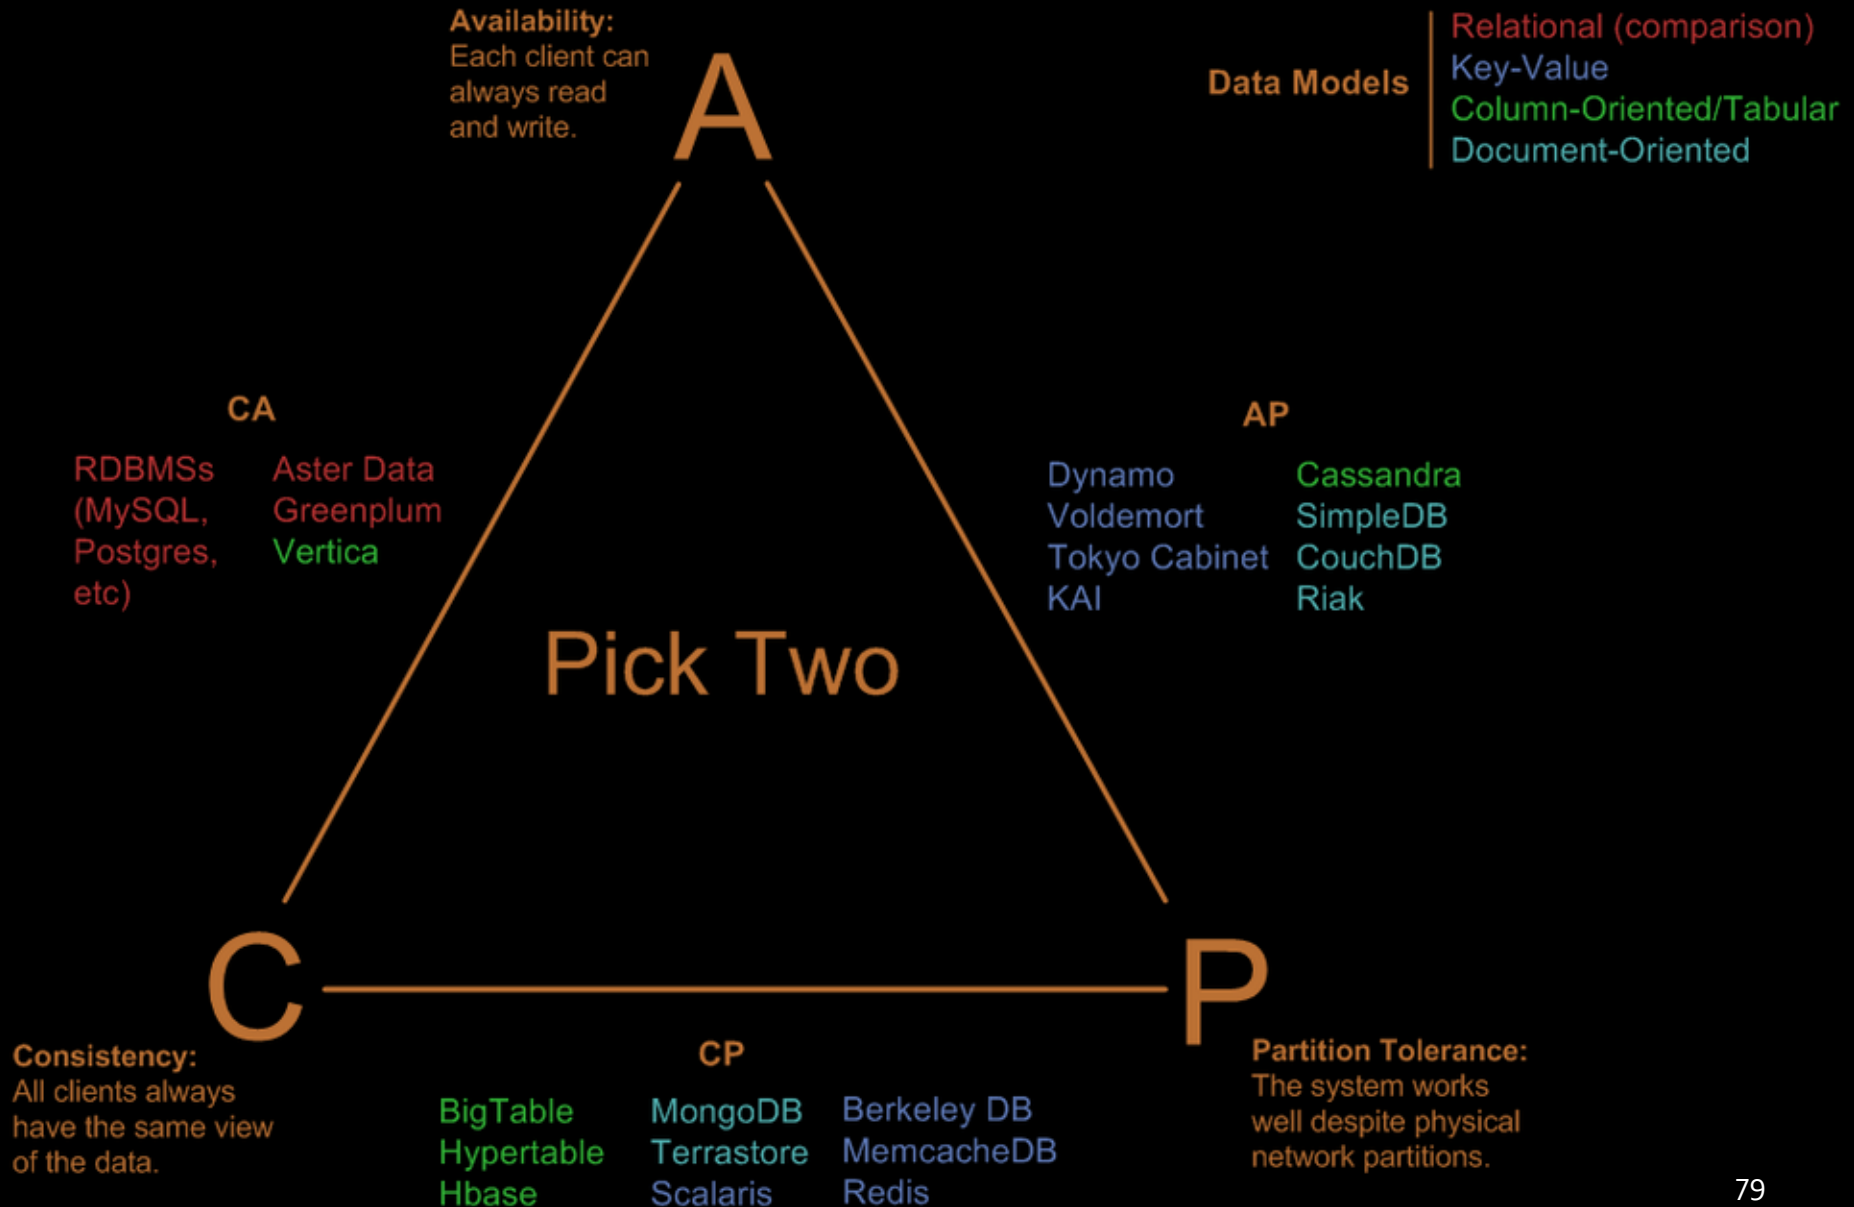 Availability:
Each client can
always read
and write.
A
Data Models
Relational (comparison)
Key-Value
Column-Oriented/Tabular
Document-Oriented
CA
RDBMSs
(MySQL,
Postgres,
etc)
Aster Data
Greenplum
Vertica
AP
Dynamo
Voldemort
Tokyo Cabinet
KAI
Cassandra
SimpleDB
CouchDB
Riak
Pick Two
C
P
Consistency:
All clients always
have the same view
of the data.
CP
BigTable
Hypertable
Hbase
MongoDB
Terrastore
Scalaris
Berkeley DB
MemcacheDB
Redis
Partition Tolerance:
The system works
well despite physical
network partitions.
79